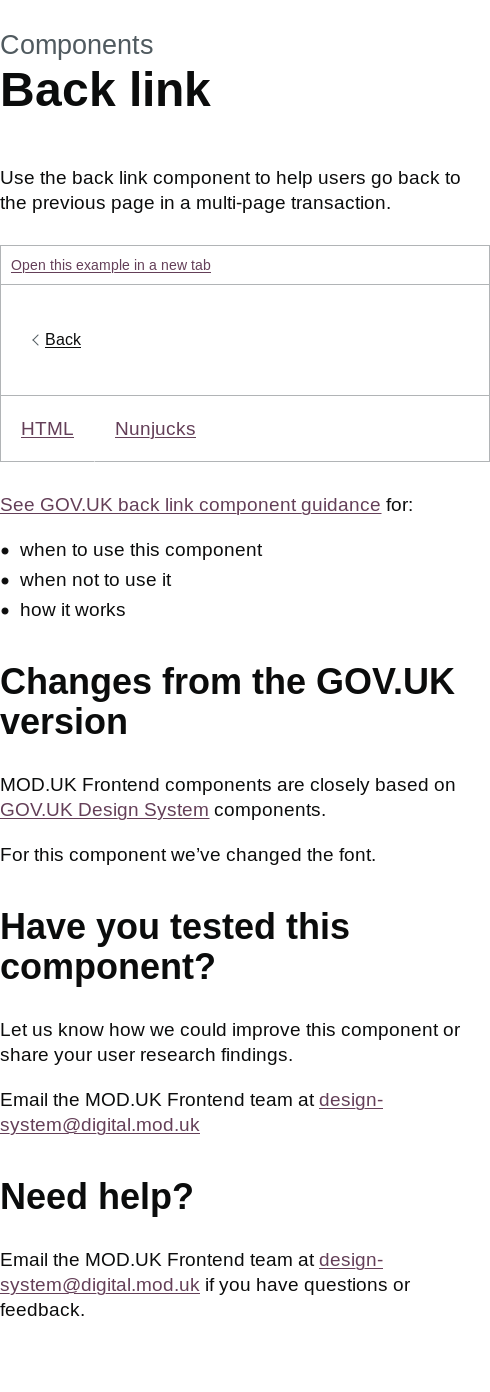 Components
Back link
Use the back link component to help users go back to
the previous page in a multi-page transaction.
Open this example in a new tab
Back
HTML Nunjucks
See GOV.UK back link component guidance for:
• when to use this component
• when not to use it
• how it works
Changes from the GOV.UK
version
MOD.UK Frontend components are closely based on
GOV.UK Design System components.
For this component we’ve changed the font.
Have you tested this
component?
Let us know how we could improve this component or
share your user research findings.
Email the MOD.UK Frontend team at design-
system@digital.mod.uk
Need help?
Email the MOD.UK Frontend team at design-
system@digital.mod.uk if you have questions or
feedback.